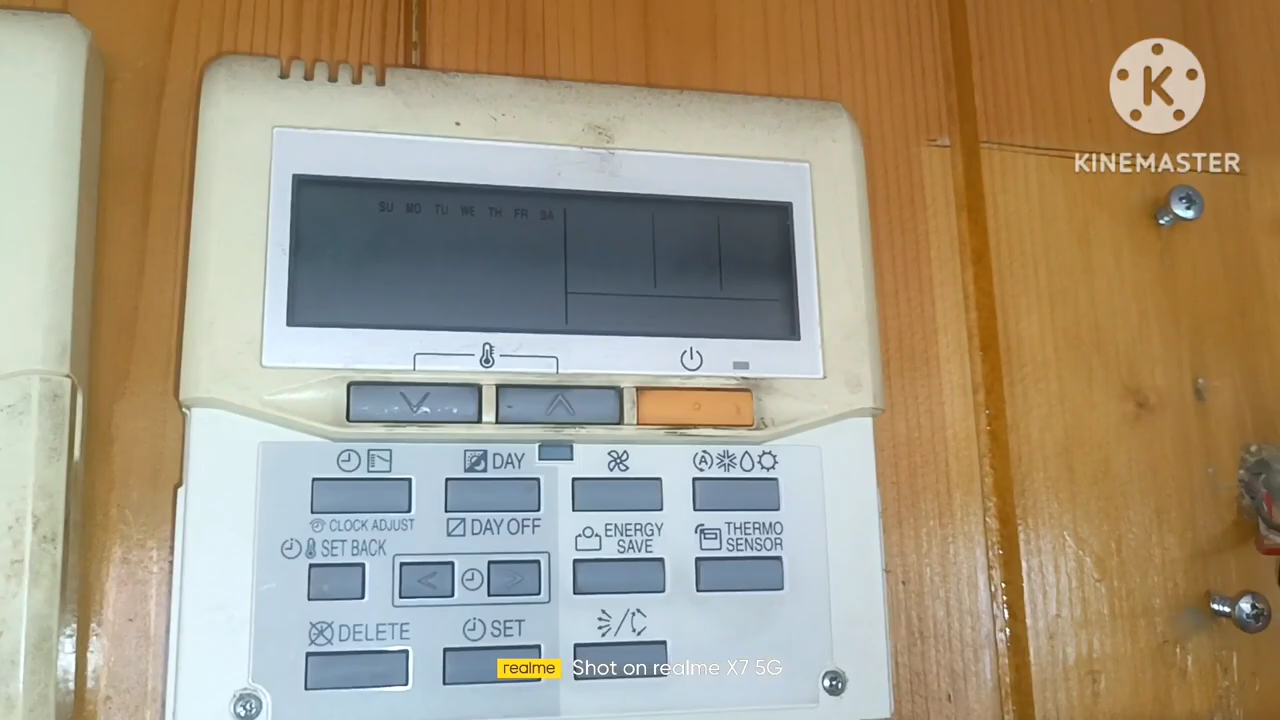 K
KINEMASTER
SU MO TU WE TH FR SA
DAY
CLOCK ADJUST
DAY OFF
ENERGY SAVE
THERMO SENSOR
SET BACK
DELETE
SET
realme Shot on realme X7 5G